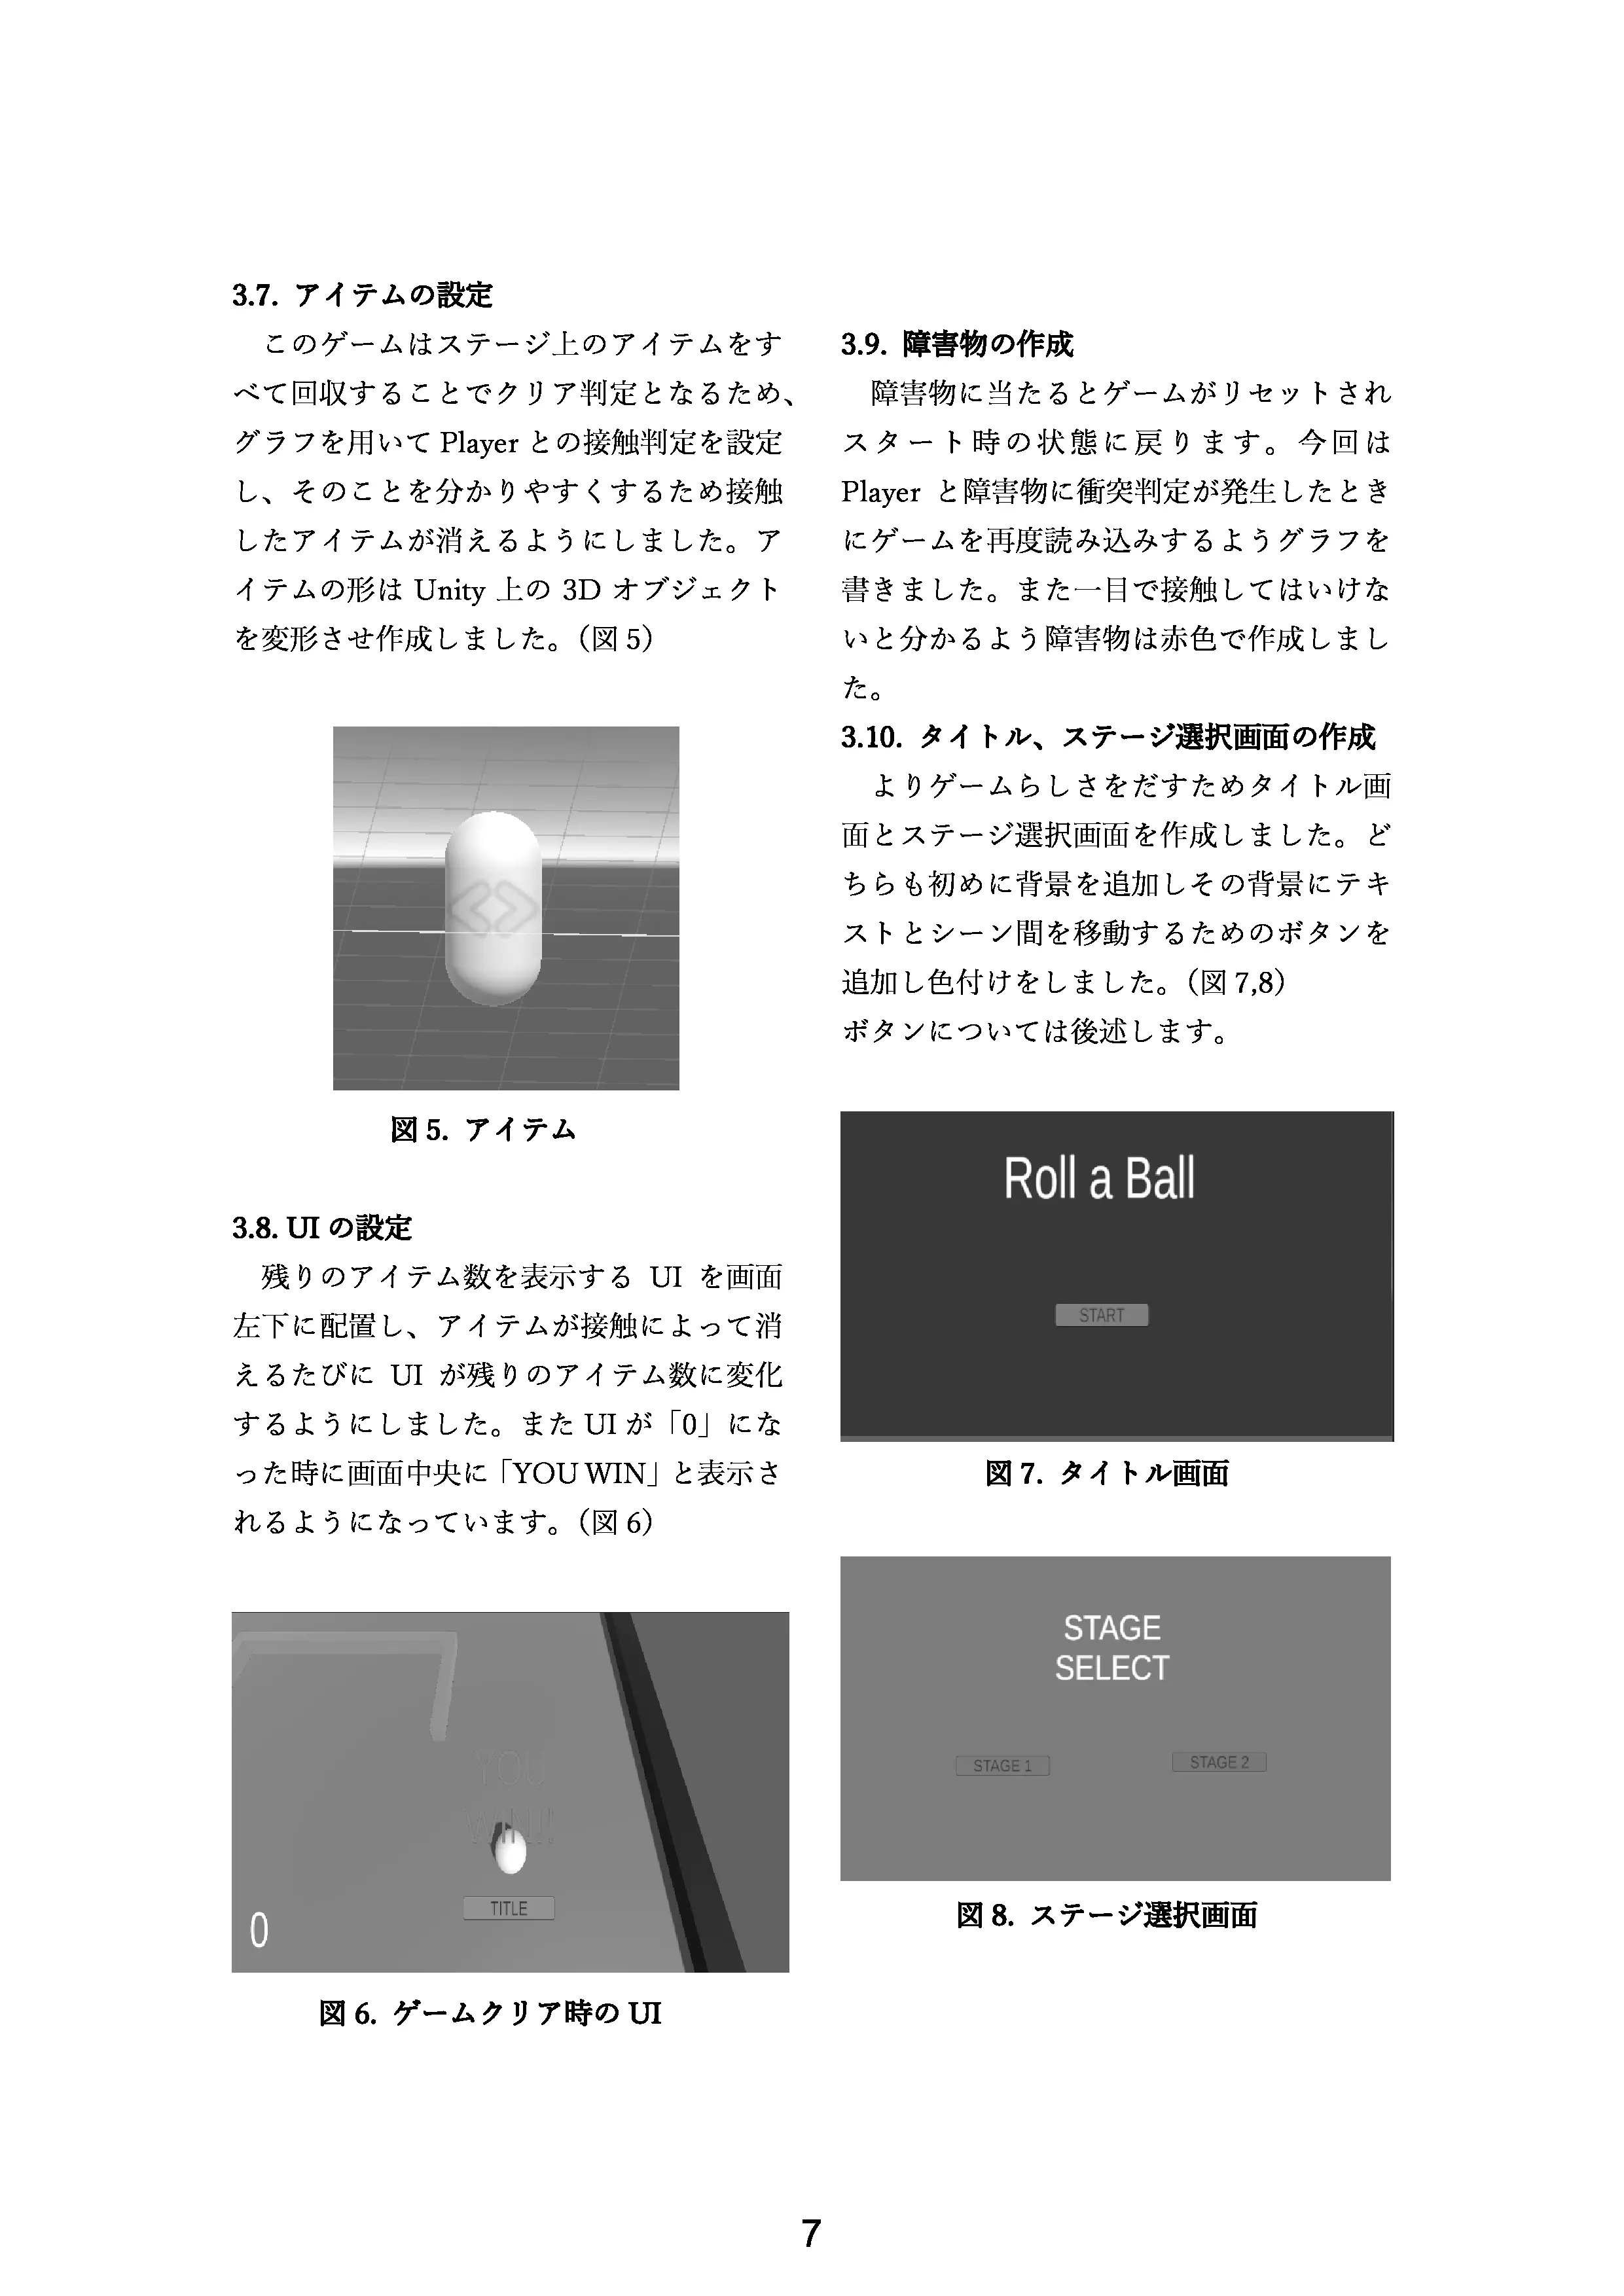 3.7. アイテムの設定
このゲームはステージ上のアイテムをす
べて回収することでクリア判定となるため、
グラフを用いて Player との接触判定を設定
し、そのことを分かりやすくするため接触
したアイテムが消えるようにしました。ア
イテムの形は Unity 上の 3D オブジェクト
を変形させ作成しました。（図 5）
図 5. アイテム
3.8. UI の設定
残りのアイテム数を表示する UI を画面
左下に配置し、アイテムが接触によって消
えるたびに UI が残りのアイテム数に変化
するようにしました。また UI が「0」にな
った時に画面中央に「YOU WIN」と表示さ
れるようになっています。（図 6）
YOU
WIN!
TITLE
0
図 6. ゲームクリア時の UI
3.9. 障害物の作成
障害物に当たるとゲームがリセットされ
スタート時の状態に戻ります。今回は
Player と障害物に衝突判定が発生したとき
にゲームを再度読み込みするようグラフを
書きました。また一目で接触してはいけな
いと分かるよう障害物は赤色で作成しまし
た。
3.10. タイトル、ステージ選択画面の作成
よりゲームらしさをだすためタイトル画
面とステージ選択画面を作成しました。ど
ちらも初めに背景を追加しその背景にテキ
ストとシーン間を移動するためのボタンを
追加し色付けをしました。（図 7,8）
ボタンについては後述します。
Roll a Ball
START
図 7. タイトル画面
STAGE
SELECT
STAGE 1
STAGE 2
図 8. ステージ選択画面
7